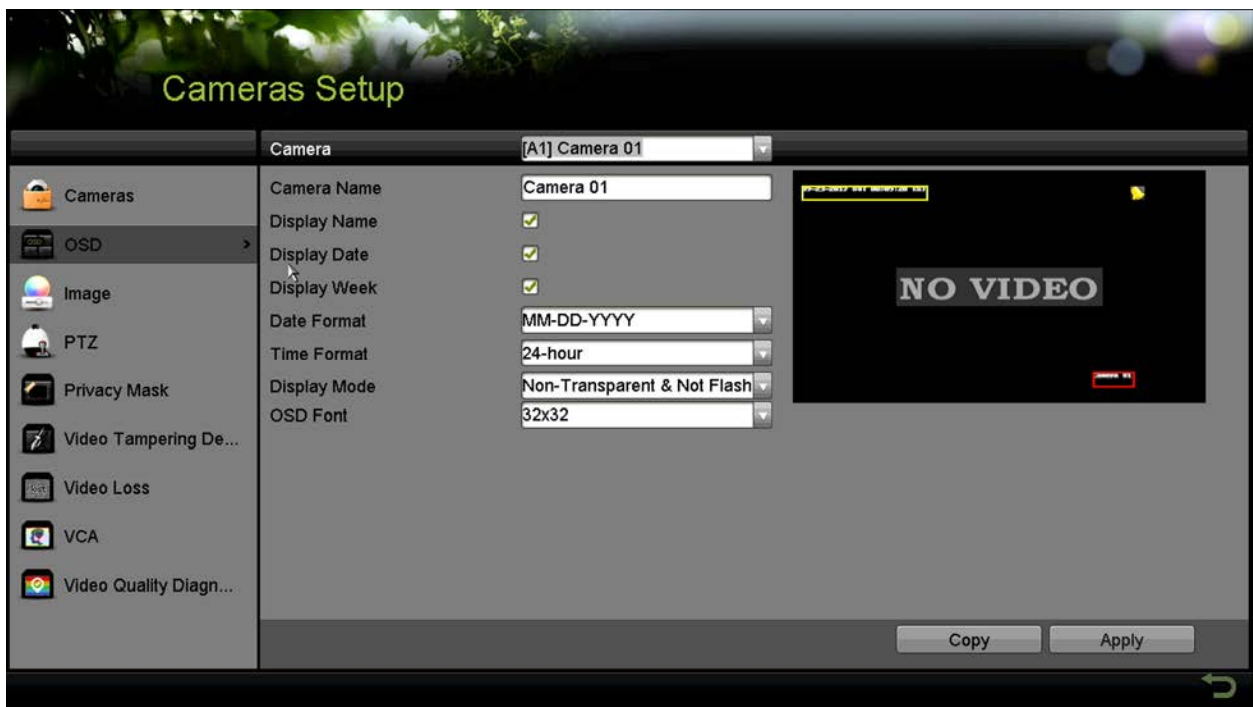 Cameras Setup
Camera [A1] Camera 01
Cameras
OSD
Image
PTZ
Privacy Mask
Video Tampering De...
Video Loss
VCA
Video Quality Diagn...
Camera Name Camera 01
Display Name
Display Date
Display Week
Date Format MM-DD-YYYY
Time Format 24-hour
Display Mode Non-Transparent & Not Flash
OSD Font 32x32
NO VIDEO
Camera 01
Copy Apply